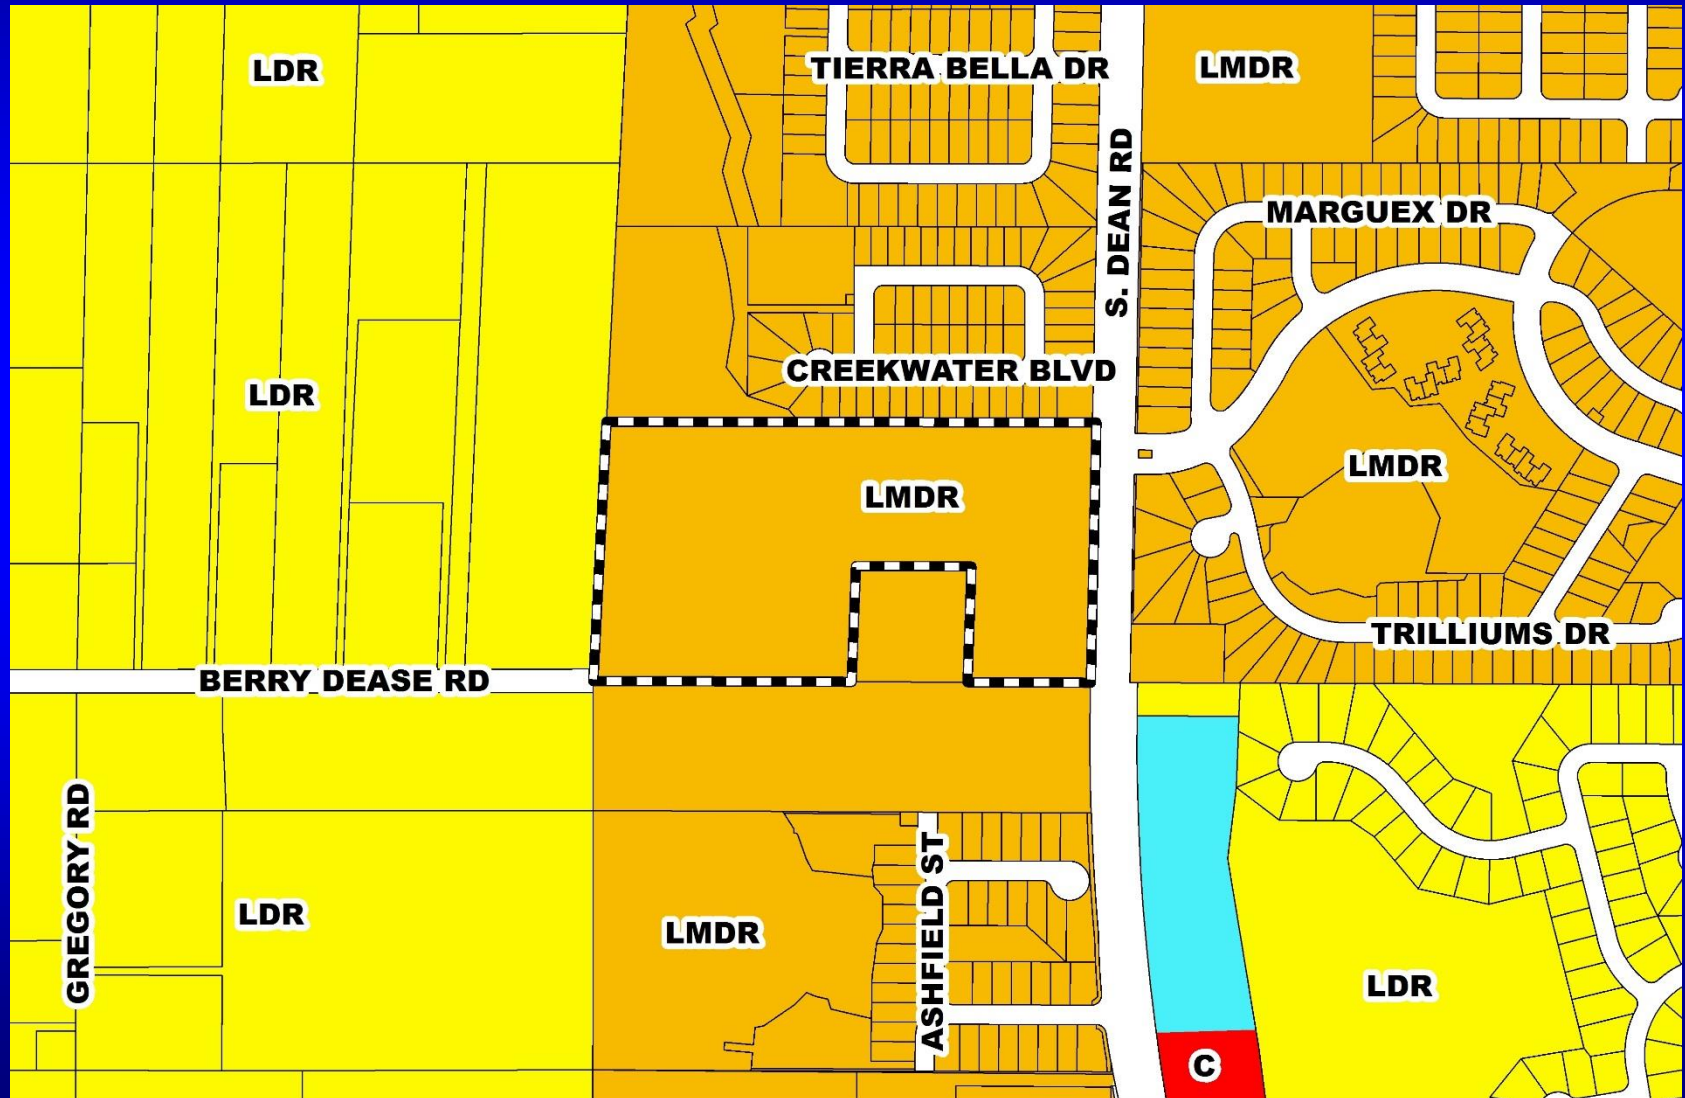 LDR
TIERRA BELLA DR
LMDR
S. DEAN RD
MARGUEX DR
CREEKWATER BLVD
LDR
LMDR
LMDR
TRILLIUMS DR
BERRY DEASE RD
GREGORY RD
LDR
LMDR
ASHFIELD ST
LDR
C